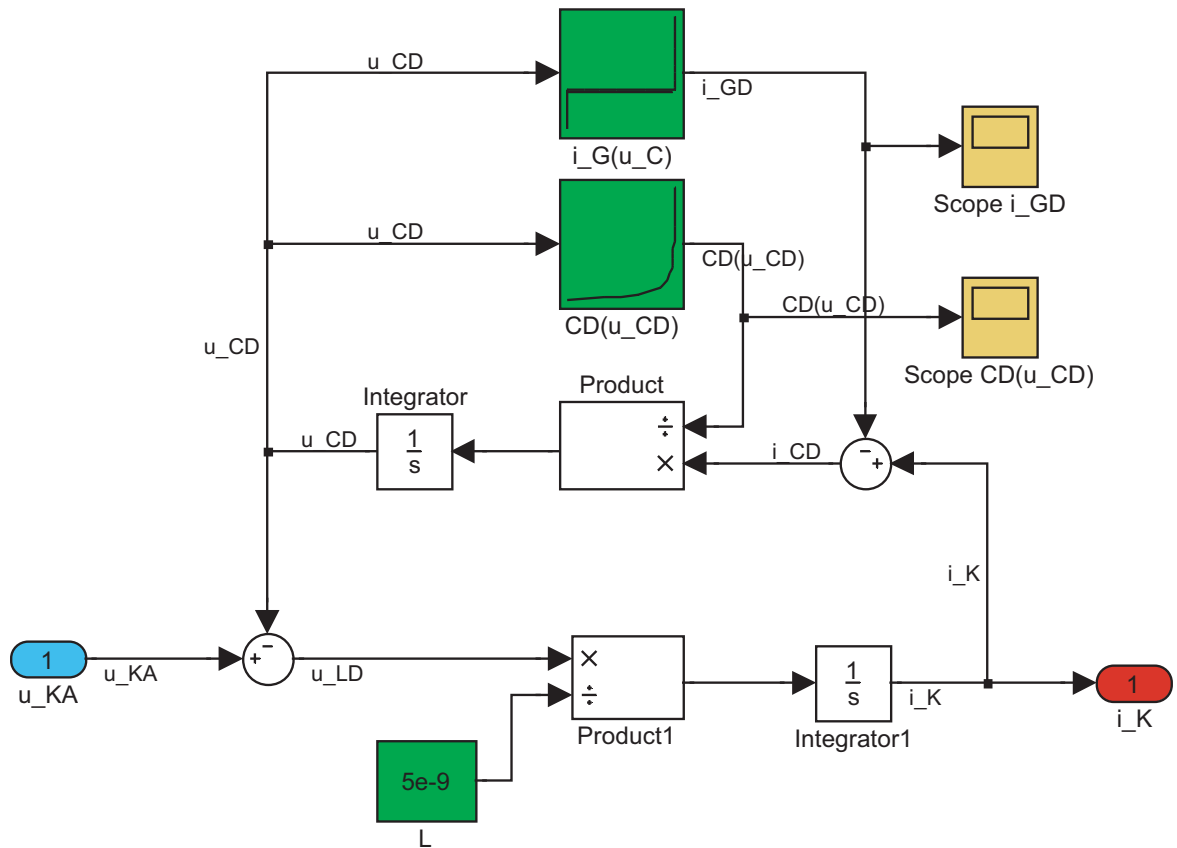 u_CD
i_GD
i_G(u_C)
Scope i_GD
u_CD
CD(u_CD)
CD(u_CD)
CD(u_CD)
Scope CD(u_CD)
u_CD
Integrator
Product
u_CD
1
s
÷
×
i_CD
-
+
i_K
1
u_KA
u_KA
+
-
u_LD
×
÷
Product1
1
s
Integrator1
i_K
1
i_K
5e-9
L